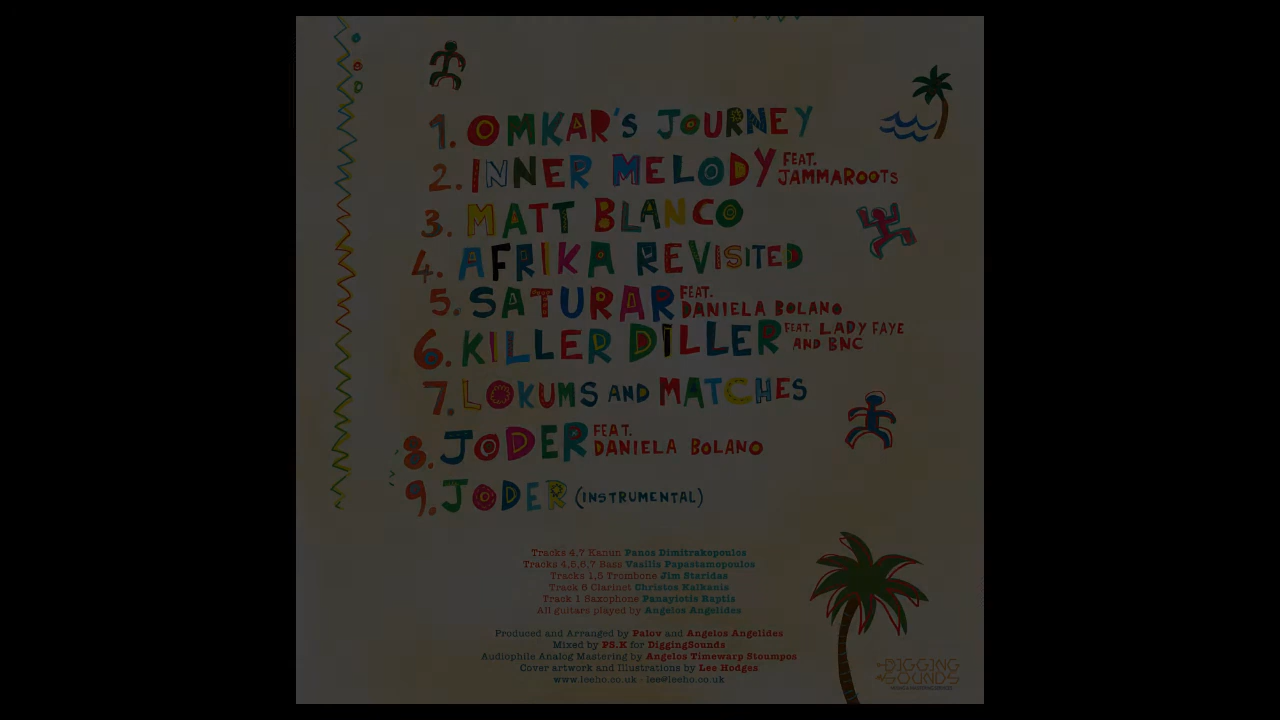 1. OMKAR'S JOURNEY
2. INNER MELODY FEAT. JAMMAROOTS
3. MATT BLANCO
4. AFRIKA REVISITED
5. SATURAR FEAT. DANIELA BOLANO
6. KILLER DILLER FEAT. LADY FAYE AND BNC
7. LOKUMS AND MATCHES
8. JODER FEAT. DANIELA BOLANO
9. JODER (INSTRUMENTAL)
Tracks 4,7 Kanun Panos Dimitrakopoulos
Tracks 4,5,6,7 Bass Vasilis Papastamopoulos
Tracks 1,5 Trombone Jim Staridas
Track 6 Clarinet Christos Kalkanis
Track 1 Saxophone Panayiotis Raptis
All guitars played by Angelos Angelides
Produced and Arranged by Palov and Angelos Angelides
Mixed by PS.K for DiggingSounds
Audiophile Analog Mastering by Angelos Timewarp Stoumpos
Cover artwork and Illustrations by Lee Hodges
www.leeho.co.uk - lee@leeho.co.uk
DIGGING
SOUNDS